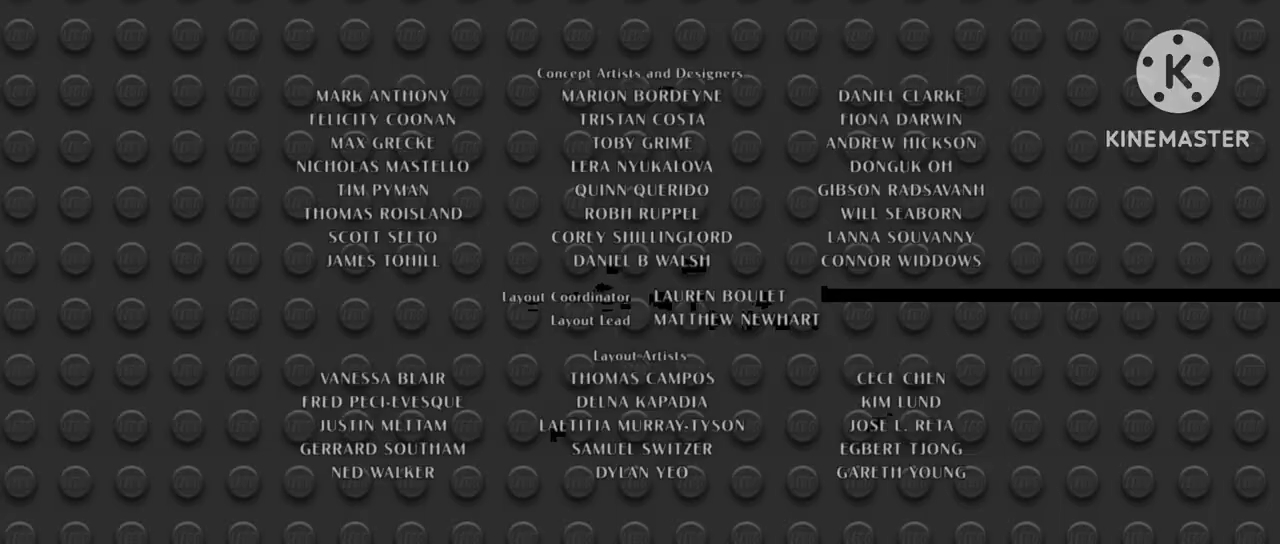 Concept Artists and Designers
MARK ANTHONY MARION BORDEYNE DANIEL CLARKE
FELICITY COONAN TRISTAN COSTA FIONA DARWIN
MAX GRECKE TOBY GRIME ANDREW HICKSON
NICHOLAS MASTELLO LERA NYUKALOVA DONGUK OH
TIM PYMAN QUINN QUERIDO GIBSON RADSAVANH
THOMAS ROISLAND ROBH RUPPEL WILL SEABORN
SCOTT SEETO COREY SHILLINGFORD LANNA SOUVANNY
JAMES TOHILL DANIEL B WALSH CONNOR WIDDOWS
Layout Coordinator LAUREN BOULET
Layout Lead MATTHEW NEWHART
Layout Artists
VANESSA BLAIR THOMAS CAMPOS CECE CHEN
FRED PECI-EVESQUE DELNA KAPADIA KIM LUND
JUSTIN METTAM LAETITIA MURRAY-TYSON JOSE L. RETA
GERRARD SOUTHAM SAMUEL SWITZER EGBERT TJONG
NED WALKER DYLAN YEO GARETH YOUNG
K
KINEMASTER